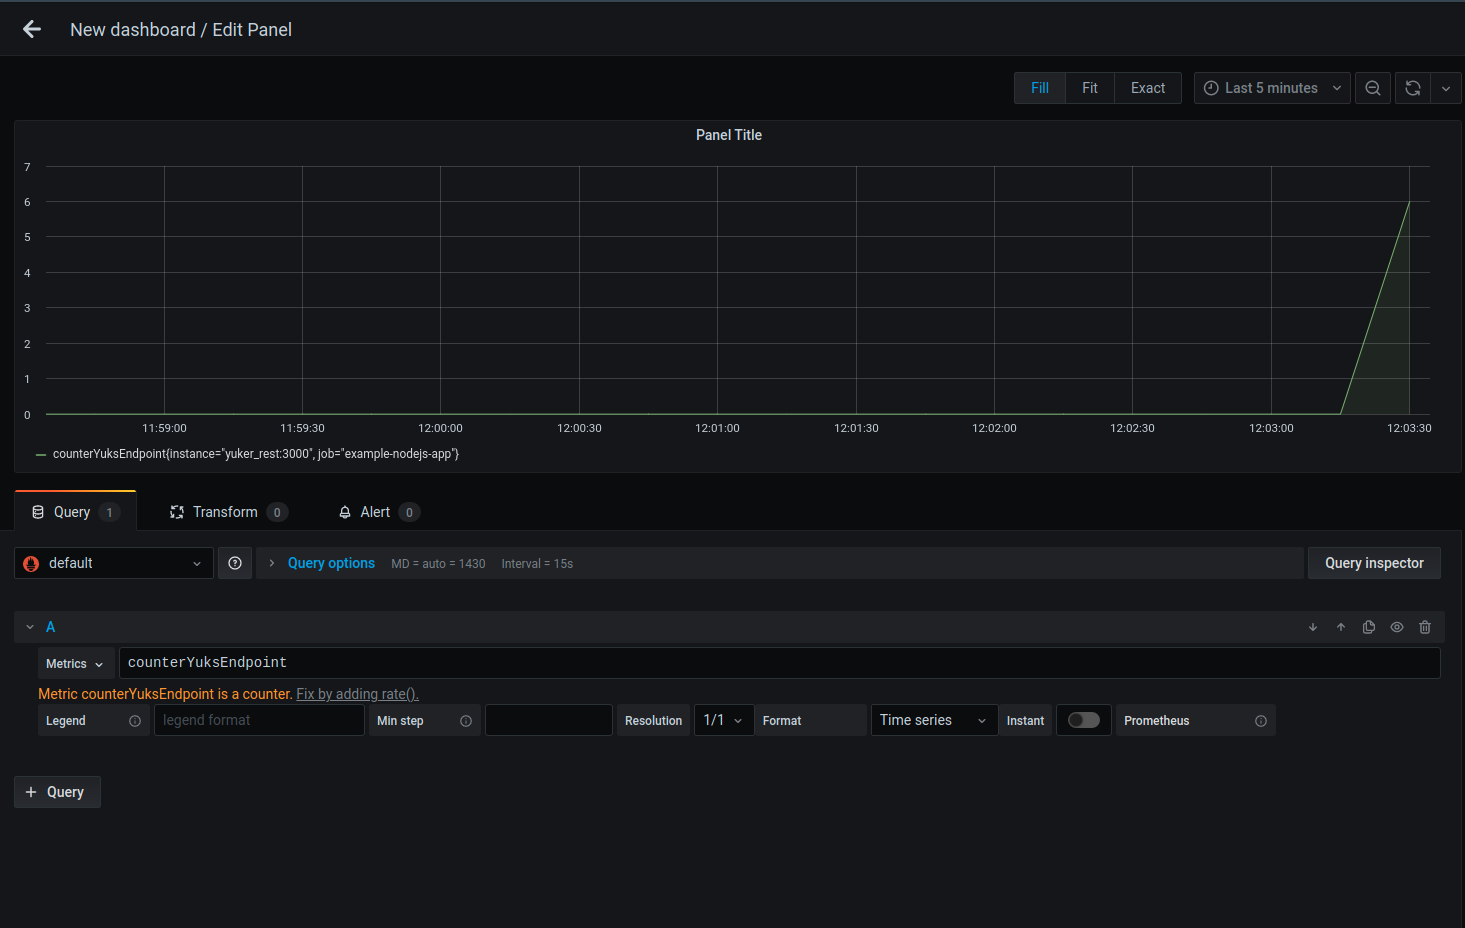 New dashboard / Edit Panel
Fill Fit Exact Last 5 minutes
Panel Title
7
6
5
4
3
2
1
0
11:59:00 11:59:30 12:00:00 12:00:30 12:01:00 12:01:30 12:02:00 12:02:30 12:03:00 12:03:30
counterYuksEndpoint{instance="yuker_rest:3000", job="example-nodejs-app"}
Query 1 Transform 0 Alert 0
default Query options MD = auto = 1430 Interval = 15s Query inspector
A
Metrics counterYuksEndpoint
Metric counterYuksEndpoint is a counter. Fix by adding rate().
Legend legend format Min step Resolution 1/1 Format Time series Instant Prometheus
+ Query